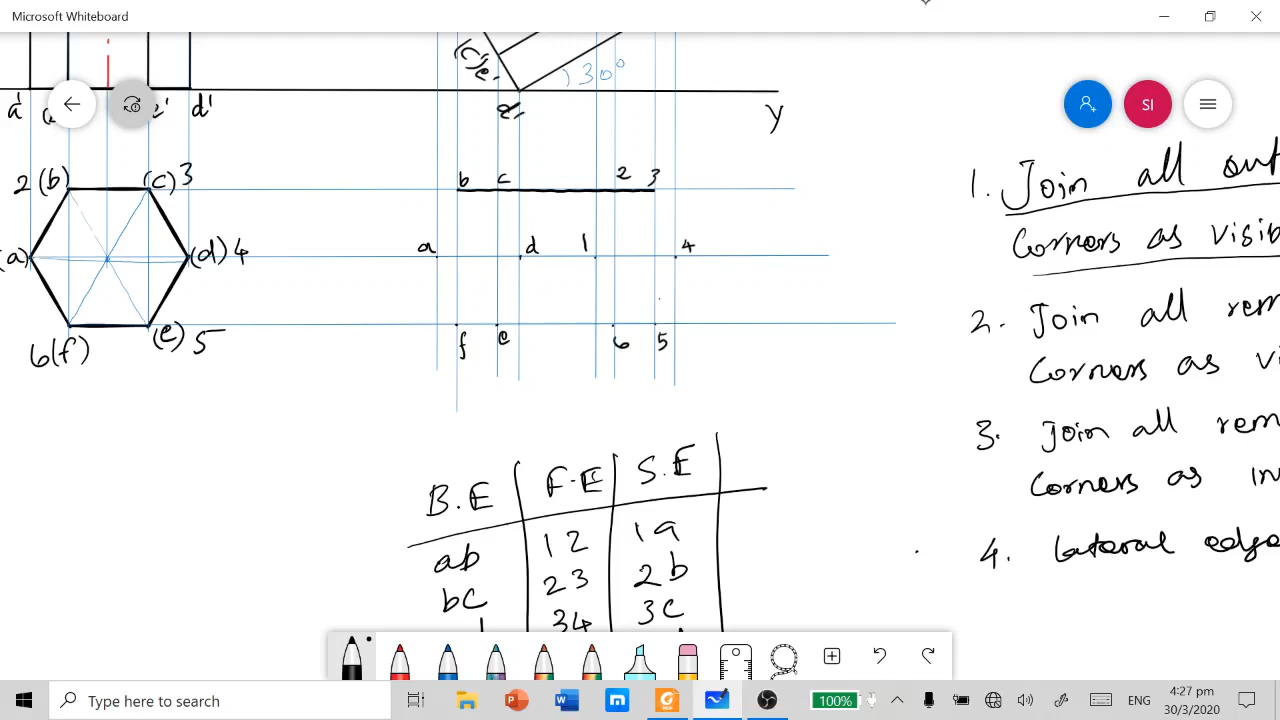 Microsoft Whiteboard
a'
d'
30°
y
SI
2 (b)
(c) 3
b c 2 3
(a)
(d) 4
a d 1 4
6(f)
(e) 5
f e 6 5
1. Join all out
corners as visib
2. Join all rem
corners as vi
3. Join all rem
corners as in
4. lateral edge
B.E F.E S.E
ab 12 1a
bc 23 2b
34 3c
Type here to search
100%
ENG
4:27 pm
30/3/2020